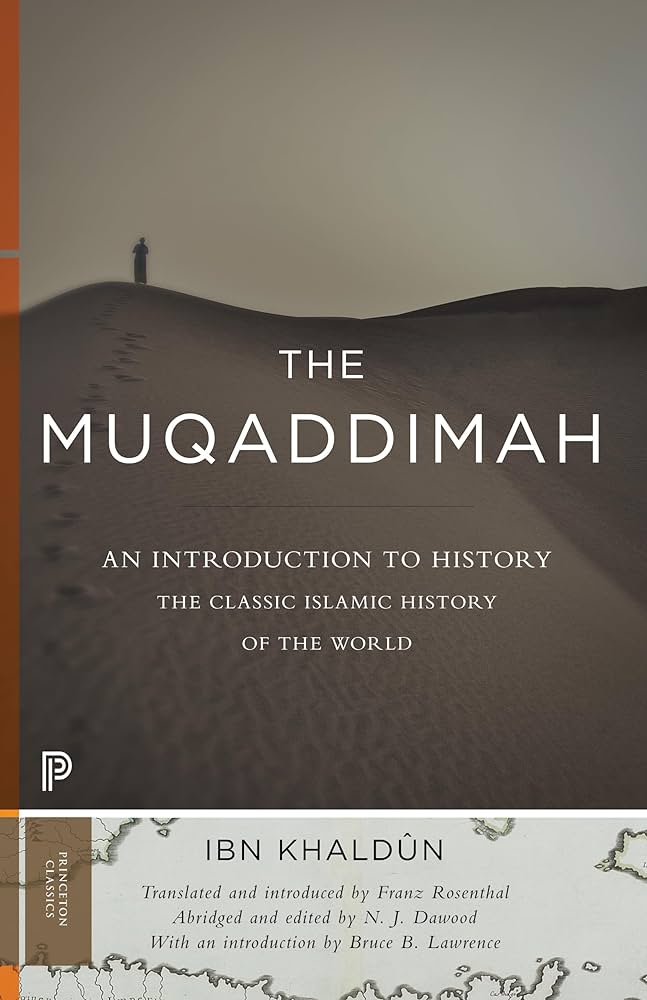 THE
MUQADDIMAH
AN INTRODUCTION TO HISTORY
THE CLASSIC ISLAMIC HISTORY
OF THE WORLD
IBN KHALDÛN
Translated and introduced by Franz Rosenthal
Abridged and edited by N. J. Dawood
With an introduction by Bruce B. Lawrence
PRINCETON
CLASSICS